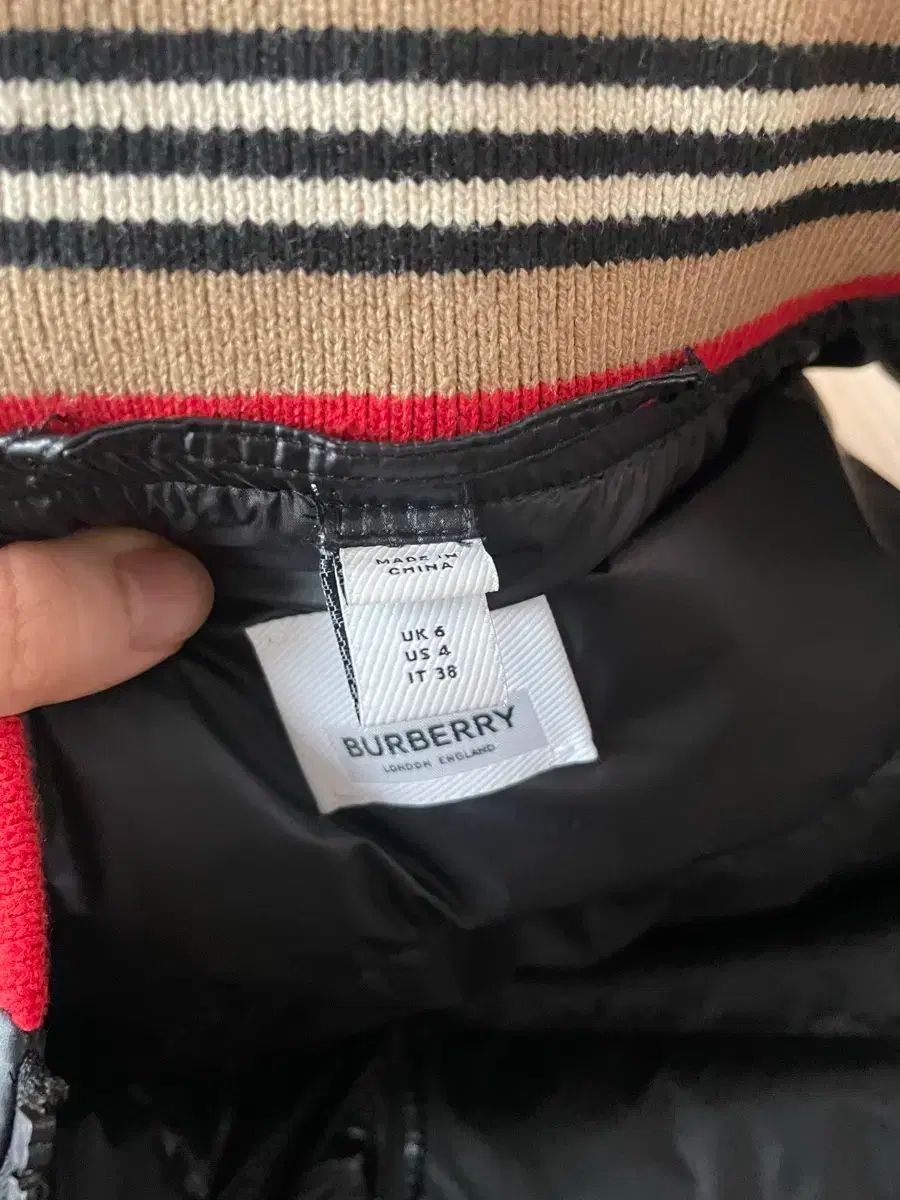 MADE IN
CHINA
UK 6
US 4
IT 38
BURBERRY
LONDON ENGLAND